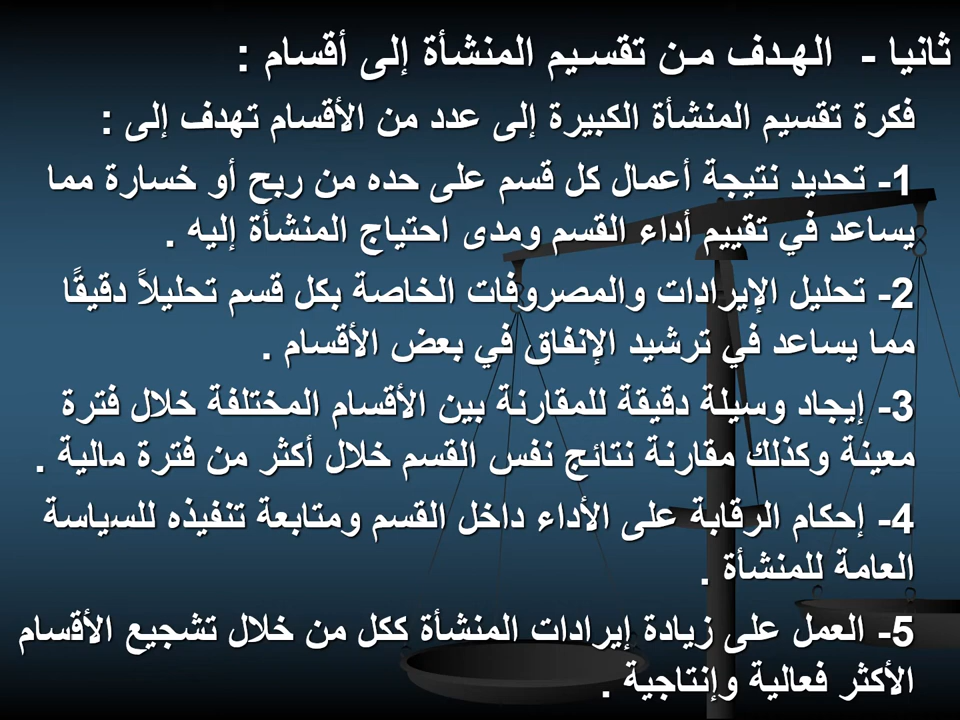 ثانيا - الهـدف مـن تقسـيم المنشأة إلى أقسام :
فكرة تقسيم المنشأة الكبيرة إلى عدد من الأقسام تهدف إلى :
1- تحديد نتيجة أعمال كل قسم على حده من ربح أو خسارة مما
يساعد في تقييم أداء القسم ومدى احتياج المنشأة إليه .
2- تحليل الإيرادات والمصروفات الخاصة بكل قسم تحليلاً دقيقًا
مما يساعد في ترشيد الإنفاق في بعض الأقسام .
3- إيجاد وسيلة دقيقة للمقارنة بين الأقسام المختلفة خلال فترة
معينة وكذلك مقارنة نتائج نفس القسم خلال أكثر من فترة مالية .
4- إحكام الرقابة على الأداء داخل القسم ومتابعة تنفيذه للسياسة
العامة للمنشأة .
5- العمل على زيادة إيرادات المنشأة ككل من خلال تشجيع الأقسام
الأكثر فعالية وإنتاجية .